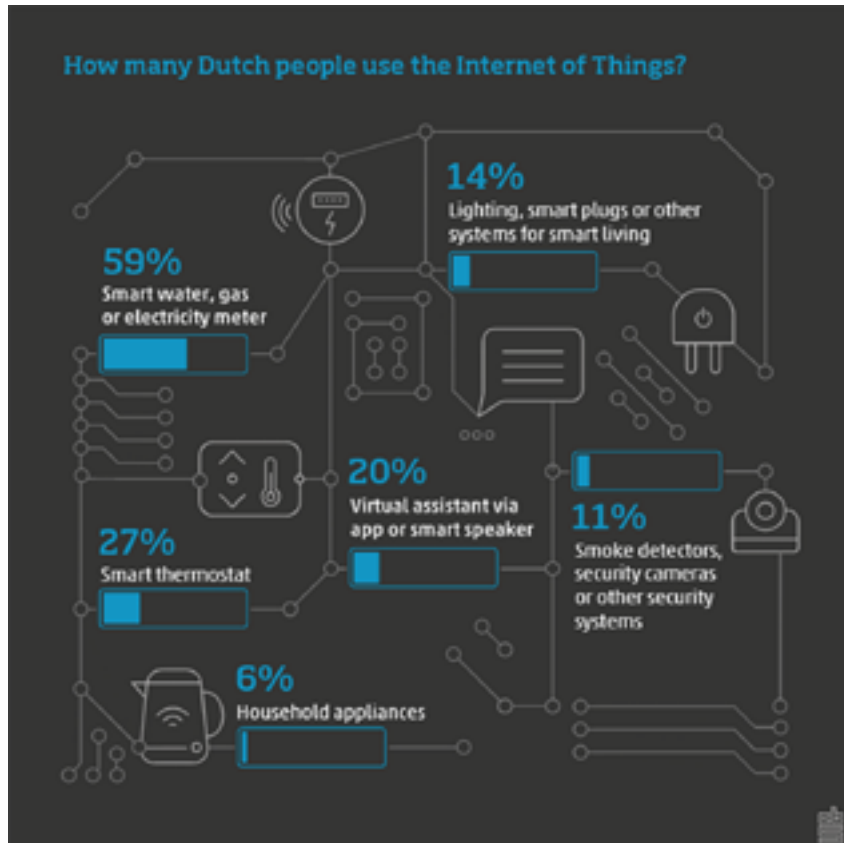 How many Dutch people use the Internet of Things?
14%
Lighting, smart plugs or other
systems for smart living
59%
Smart water, gas
or electricity meter
20%
Virtual assistant via
app or smart speaker
11%
Smoke detectors,
security cameras
or other security
systems
27%
Smart thermostat
6%
Household appliances